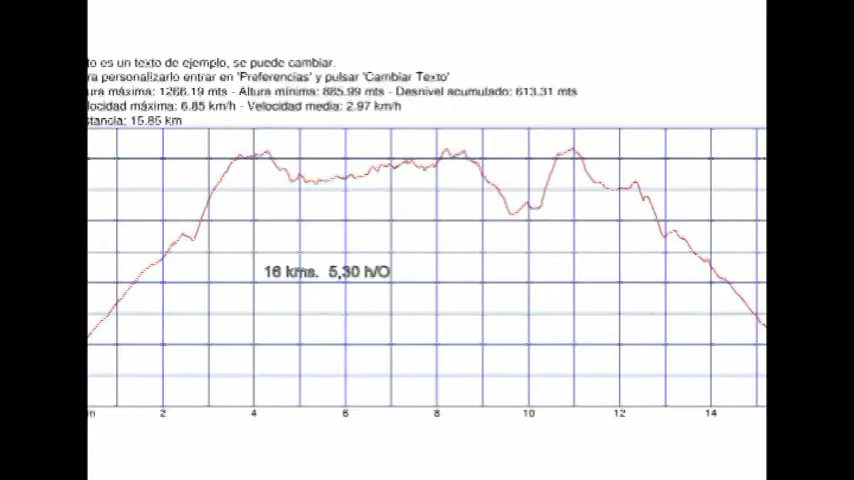 to es un texto de ejemplo, se puede cambiar.
ra personalizarlo entrar en 'Preferencias' y pulsar 'Cambiar Texto'
ura máxima: 1266.19 mts - Altura mínima: 885.99 mts - Desnivel acumulado: 613.31 mts
locidad máxima: 6.85 km/h - Velocidad media: 2.97 km/h
stancia: 15.85 km
16 kms. 5,30 h/O
m 2 4 6 8 10 12 14